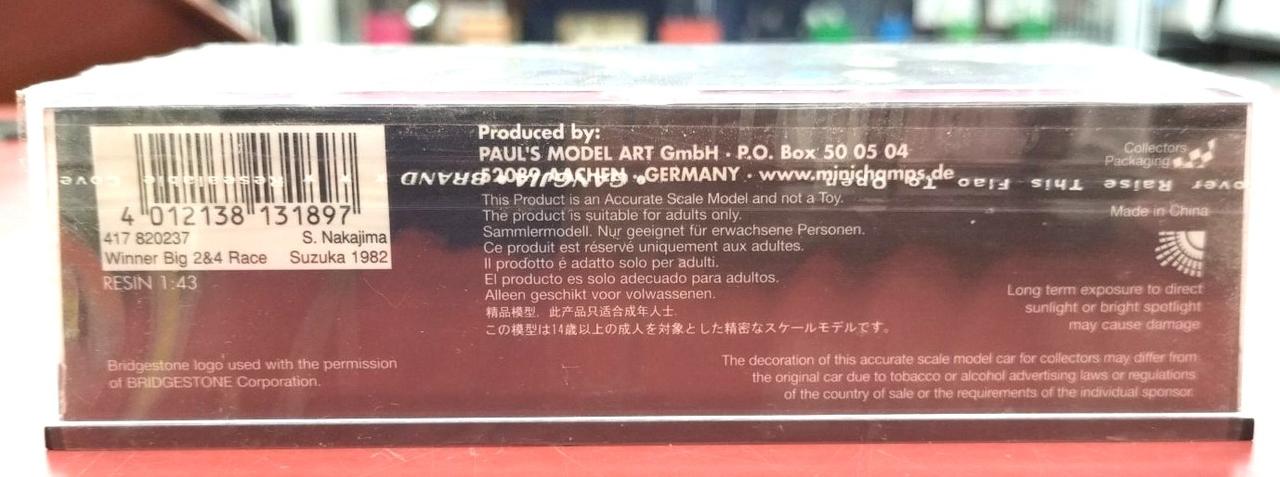 4 012138 131897
417 820237 S. Nakajima
Winner Big 2&4 Race Suzuka 1982
RESIN 1:43
Bridgestone logo used with the permission
of BRIDGESTONE Corporation.
Produced by:
PAUL'S MODEL ART GmbH · P.O. Box 50 05 04
52089 AACHEN · GERMANY · www.minichamps.de
This Product is an Accurate Scale Model and not a Toy.
The product is suitable for adults only.
Sammlermodell. Nur geeignet für erwachsene Personen.
Ce produit est réservé uniquement aux adultes.
Il prodotto é adatto solo per adulti.
El producto es solo adecuado para adultos.
Alleen geschikt voor volwassenen.
精品模型. 此产品只适合成年人士.
この模型は14歳以上の成人を対象とした精密なスケールモデルです。
Collectors
Packaging
Made in China
Long term exposure to direct
sunlight or bright spotlight
may cause damage
The decoration of this accurate scale model car for collectors may differ from
the original car due to tobacco or alcohol advertising laws or regulations
of the country of sale or the requirements of the individual sponsor.
over Raise This Flap To Open
BRAND
Resealable
Cove